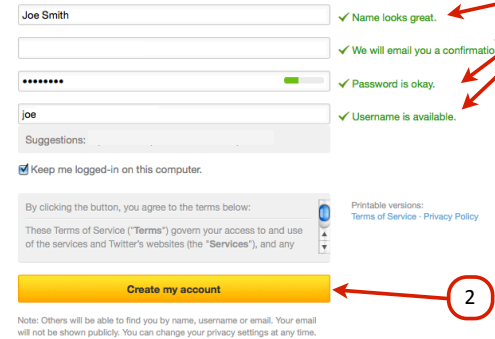 Joe Smith
Name looks great.
We will email you a confirmatio
••••••••
Password is okay.
joe
Username is available.
Suggestions:
Keep me logged-in on this computer.
By clicking the button, you agree to the terms below:
These Terms of Service ("Terms") govern your access to and use
of the services and Twitter's websites (the "Services"), and any
Printable versions:
Terms of Service · Privacy Policy
Create my account
2
Note: Others will be able to find you by name, username or email. Your email
will not be shown publicly. You can change your privacy settings at any time.